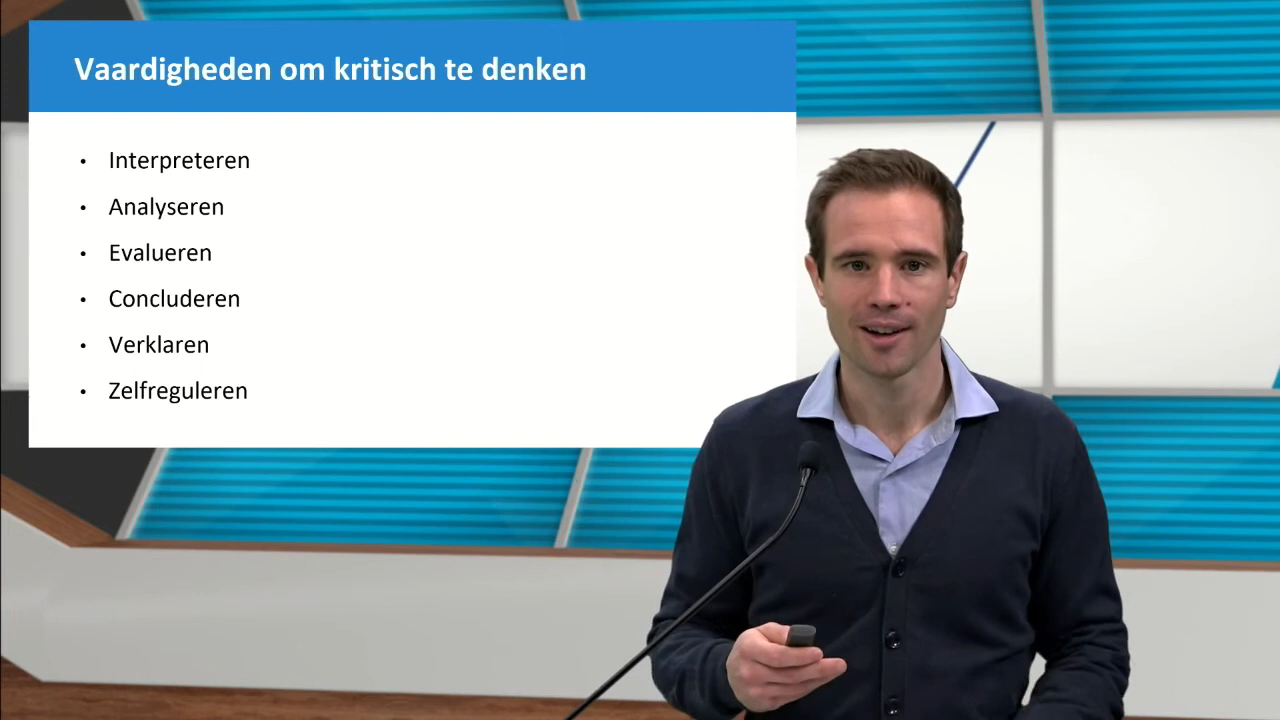 Vaardigheden om kritisch te denken
Interpreteren
Analyseren
Evalueren
Concluderen
Verklaren
Zelfreguleren